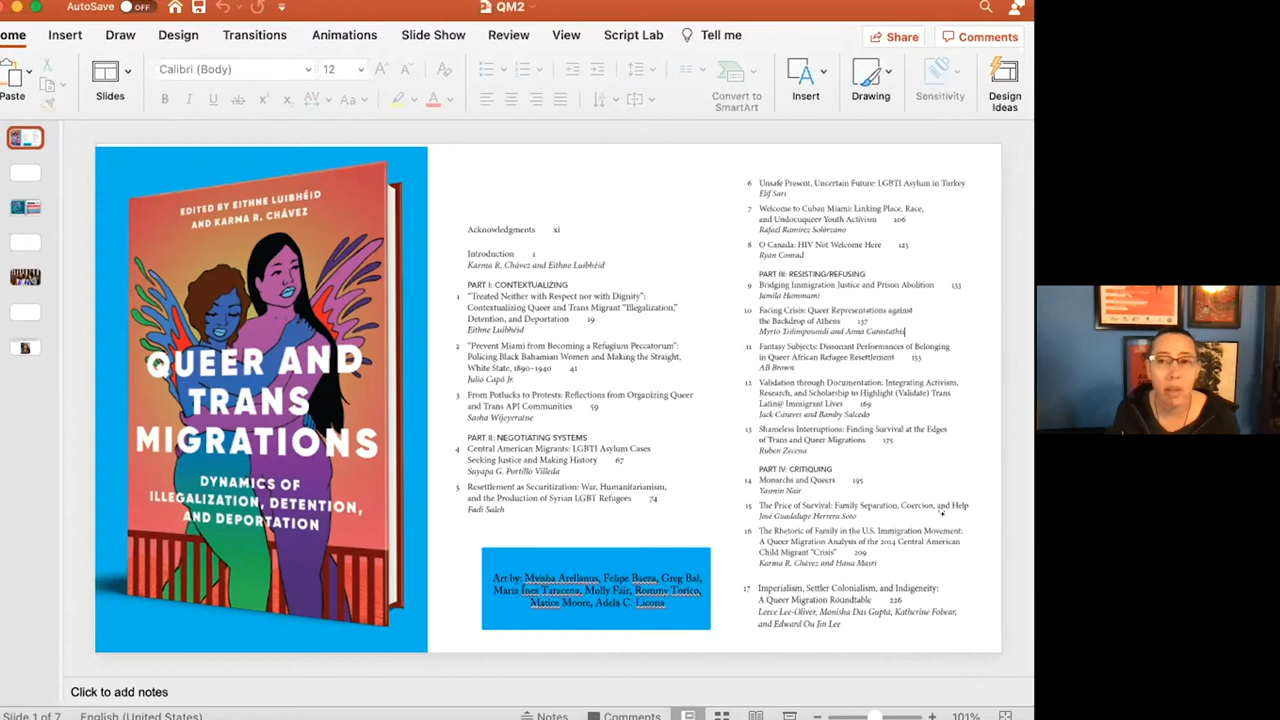 AutoSave OFF
QM2
ome Insert Draw Design Transitions Animations Slide Show Review View Script Lab Tell me
Share Comments
Paste
Slides
Calibri (Body) 12
Convert to
SmartArt
Insert
Drawing
Sensitivity
Design
Ideas
EDITED BY EITHNE LUIBHÉID
AND KARMA R. CHÁVEZ
QUEER AND
TRANS
MIGRATIONS
DYNAMICS OF
ILLEGALIZATION, DETENTION,
AND DEPORTATION
Acknowledgments xi
Introduction 1
Karma R. Chávez and Eithne Luibhéid
PART I: CONTEXTUALIZING
1 “Treated Neither with Respect nor with Dignity”:
Contextualizing Queer and Trans Migrant “Illegalization,”
Detention, and Deportation 19
Eithne Luibhéid
2 “Prevent Miami from Becoming a Refugium Peccatorum”:
Policing Black Bahamian Women and Making the Straight,
White State, 1890–1940 41
Julio Capó Jr.
3 From Potlucks to Protests: Reflections from Organizing Queer
and Trans API Communities 59
Sasha Wijeyeratne
PART II: NEGOTIATING SYSTEMS
4 Central American Migrants: LGBTI Asylum Cases
Seeking Justice and Making History 67
Suyapa G. Portillo Villeda
5 Resettlement as Securitization: War, Humanitarianism,
and the Production of Syrian LGBT Refugees 74
Fadi Saleh
Art by: Myisha Arellanus, Felipe Baeza, Greg Bal,
Maria Ines Taracena, Molly Fair, Rommy Torico,
Matice Moore, Adela C. Licona
6 Unsafe Present, Uncertain Future: LGBTI Asylum in Turkey
Elif Sarı
7 Welcome to Cuban Miami: Linking Place, Race,
and Undocuqueer Youth Activism 106
Rafael Ramirez Solórzano
8 O Canada: HIV Not Welcome Here 125
Ryan Conrad
PART III: RESISTING/REFUSING
9 Bridging Immigration Justice and Prison Abolition 133
Jamila Hammami
10 Facing Crisis: Queer Representations against
the Backdrop of Athens 137
Myrto Tsilimpounidi and Anna Carastathis
11 Fantasy Subjects: Dissonant Performances of Belonging
in Queer African Refugee Resettlement 153
AB Brown
12 Validation through Documentation: Integrating Activism,
Research, and Scholarship to Highlight (Validate) Trans
Latin@ Immigrant Lives 169
Jack Cáraves and Bamby Salcedo
13 Shameless Interruptions: Finding Survival at the Edges
of Trans and Queer Migrations 175
Ruben Zecena
PART IV: CRITIQUING
14 Monarchs and Queers 195
Yasmin Nair
15 The Price of Survival: Family Separation, Coercion, and Help
José Guadalupe Herrera Soto
16 The Rhetoric of Family in the U.S. Immigration Movement:
A Queer Migration Analysis of the 2014 Central American
Child Migrant “Crisis” 209
Karma R. Chávez and Hana Masri
17 Imperialism, Settler Colonialism, and Indigeneity:
A Queer Migration Roundtable 226
Leece Lee-Oliver, Monisha Das Gupta, Katherine Fobear,
and Edward Ou Jin Lee
Click to add notes
Slide 1 of 7 English (United States) Notes Comments 101%